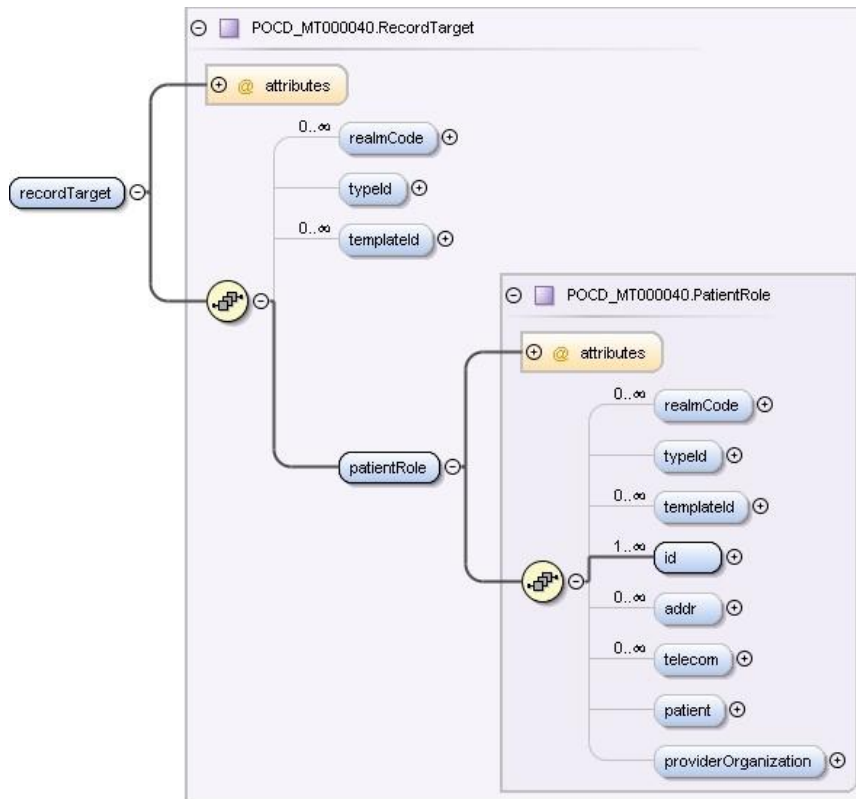 POCD_MT000040.RecordTarget
@ attributes
0..∞
realmCode
recordTarget
typeId
0..∞
templateId
POCD_MT000040.PatientRole
@ attributes
0..∞
realmCode
patientRole
typeId
0..∞
templateId
1..∞
id
0..∞
addr
0..∞
telecom
patient
providerOrganization